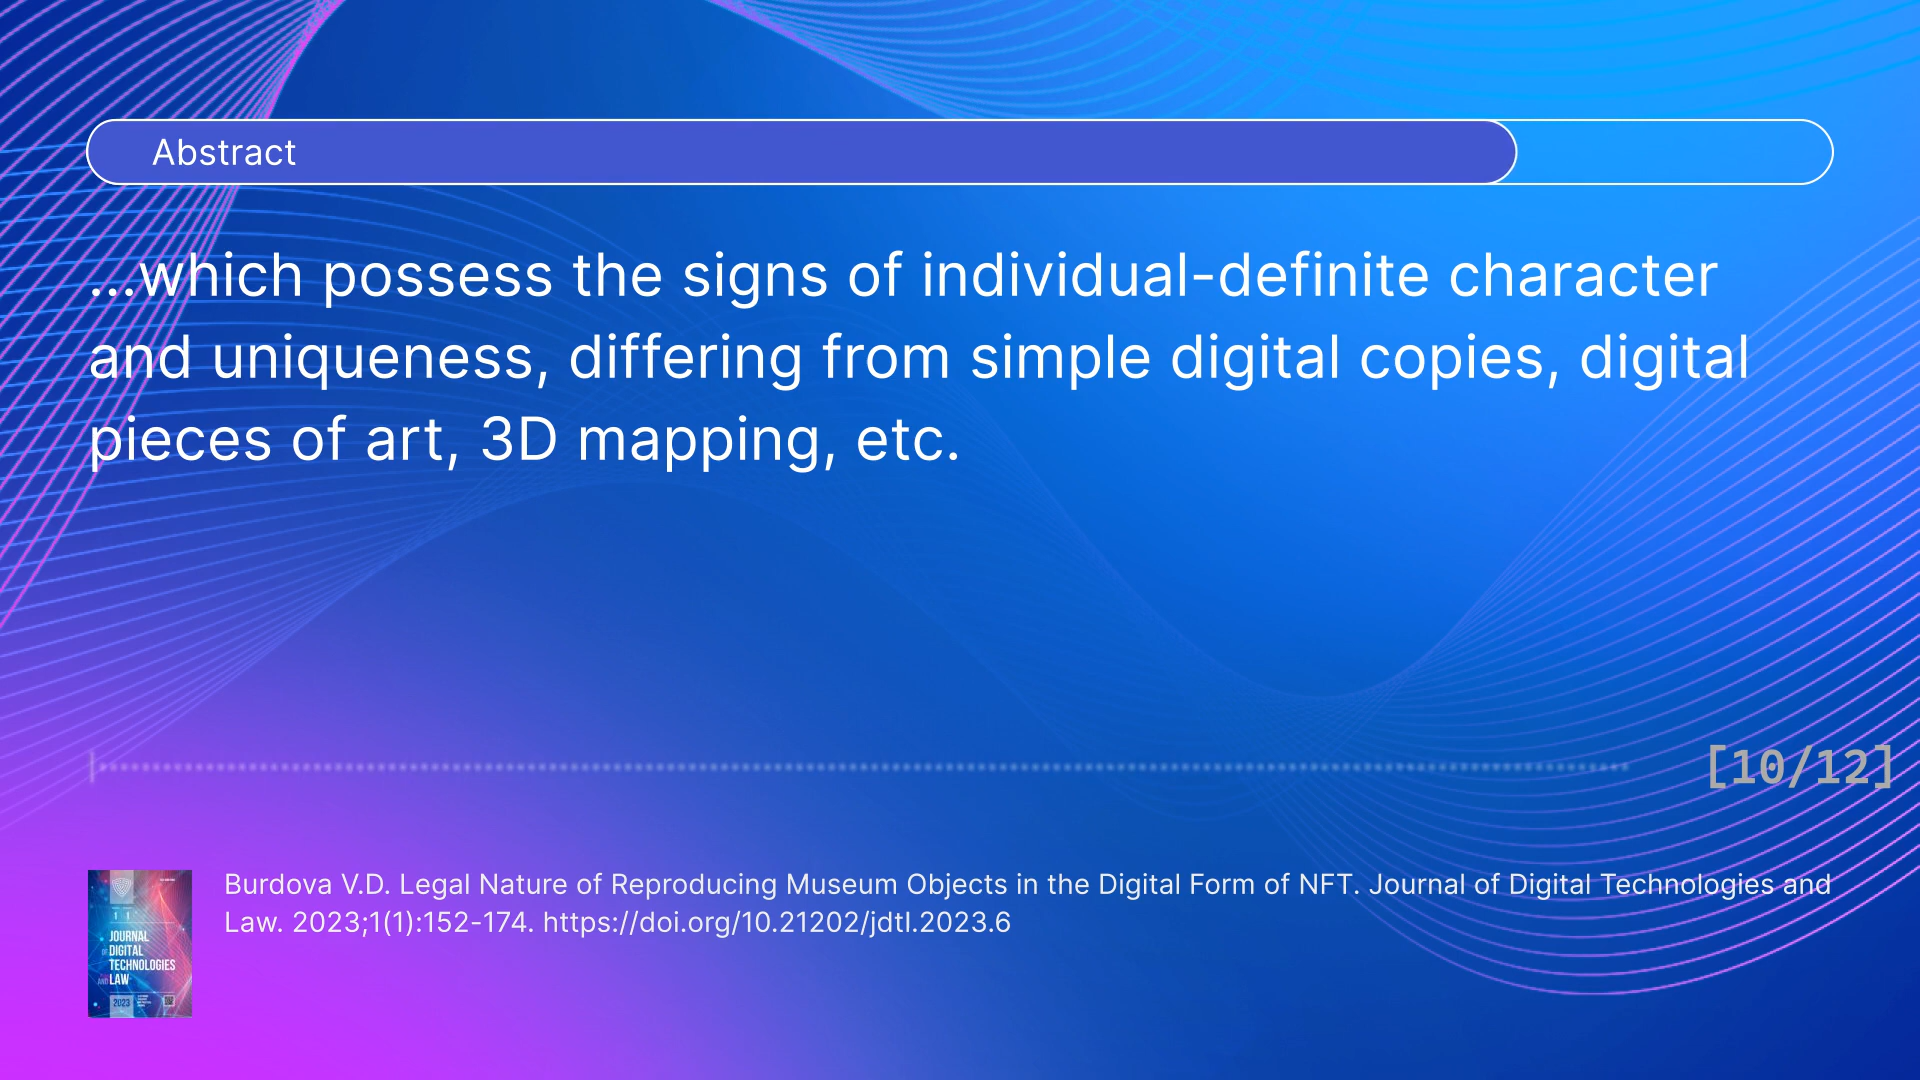 Abstract
...which possess the signs of individual-definite character
and uniqueness, differing from simple digital copies, digital
pieces of art, 3D mapping, etc.
[10/12]
Burdova V.D. Legal Nature of Reproducing Museum Objects in the Digital Form of NFT. Journal of Digital Technologies and
Law. 2023;1(1):152-174. https://doi.org/10.21202/jdtl.2023.6
JOURNAL
DIGITAL
TECHNOLOGIES
LAW
2023